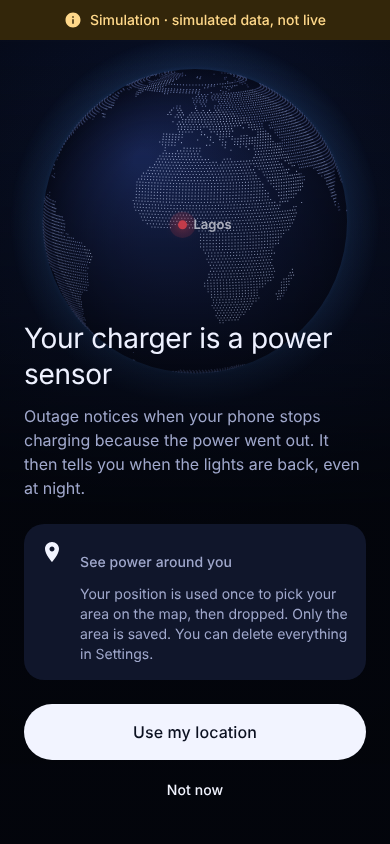 Simulation · simulated data, not live
Lagos
Your charger is a power
sensor
Outage notices when your phone stops
charging because the power went out. It
then tells you when the lights are back, even
at night.
See power around you
Your position is used once to pick your
area on the map, then dropped. Only the
area is saved. You can delete everything
in Settings.
Use my location
Not now